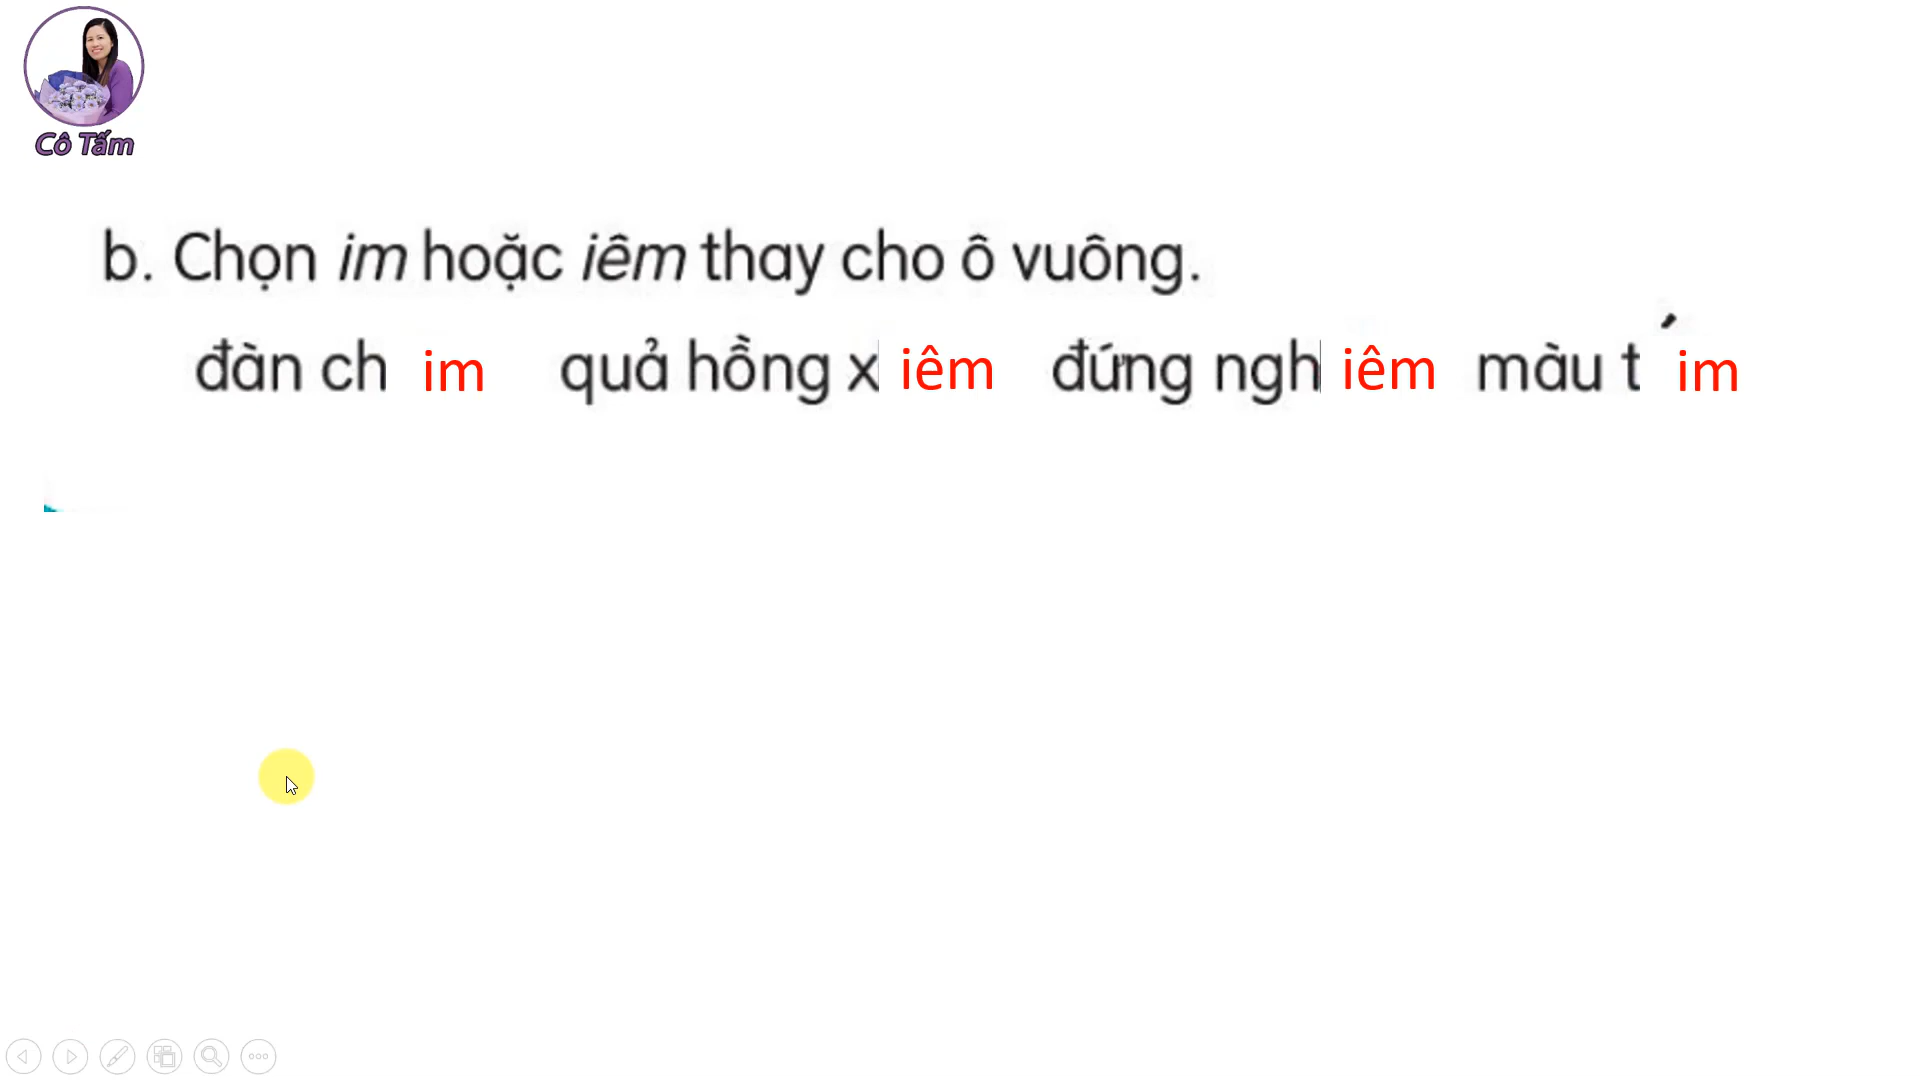 Cô Tấm
b. Chọn im hoặc iêm thay cho ô vuông.
đàn ch im quả hồng x iêm đứng ngh iêm màu t ́im